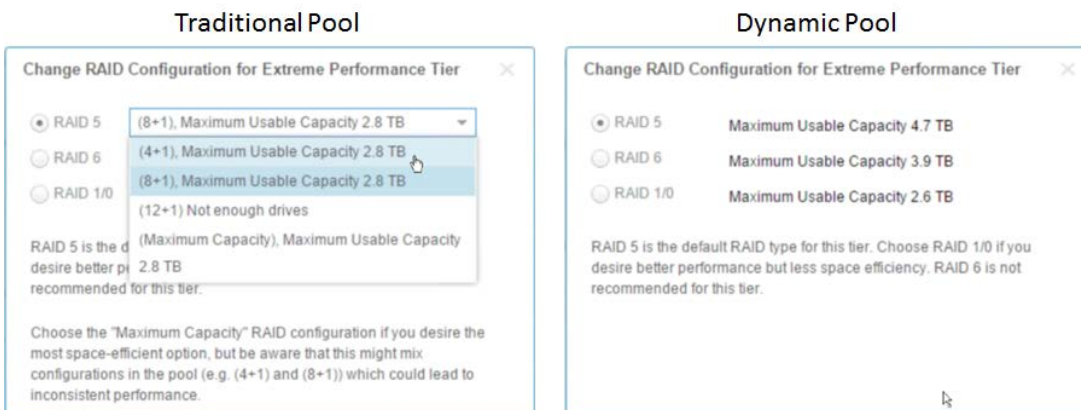 Traditional Pool
Change RAID Configuration for Extreme Performance Tier
RAID 5
(8+1), Maximum Usable Capacity 2.8 TB
RAID 6
(4+1), Maximum Usable Capacity 2.8 TB
(8+1), Maximum Usable Capacity 2.8 TB
RAID 1/0
(12+1) Not enough drives
(Maximum Capacity), Maximum Usable Capacity
2.8 TB
RAID 5 is the d
desire better p
recommended for this tier.
Choose the "Maximum Capacity" RAID configuration if you desire the
most space-efficient option, but be aware that this might mix
configurations in the pool (e.g. (4+1) and (8+1)) which could lead to
inconsistent performance.
Dynamic Pool
Change RAID Configuration for Extreme Performance Tier
RAID 5 Maximum Usable Capacity 4.7 TB
RAID 6 Maximum Usable Capacity 3.9 TB
RAID 1/0 Maximum Usable Capacity 2.6 TB
RAID 5 is the default RAID type for this tier. Choose RAID 1/0 if you
desire better performance but less space efficiency. RAID 6 is not
recommended for this tier.